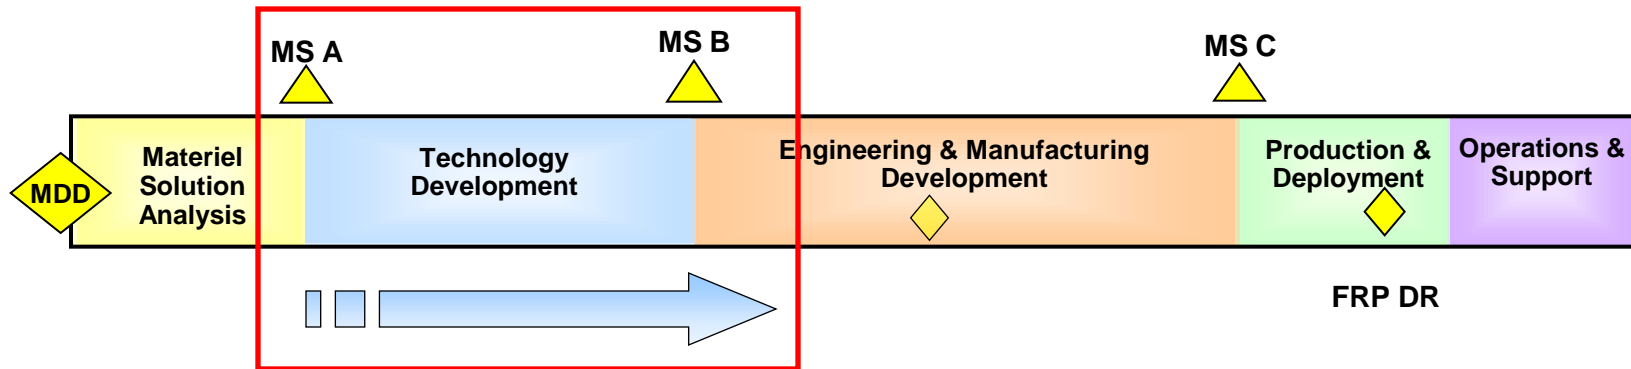 MS A
MS B
MS C
MDD
Materiel
Solution
Analysis
Technology
Development
Engineering & Manufacturing
Development
Production &
Deployment
Operations &
Support
FRP DR